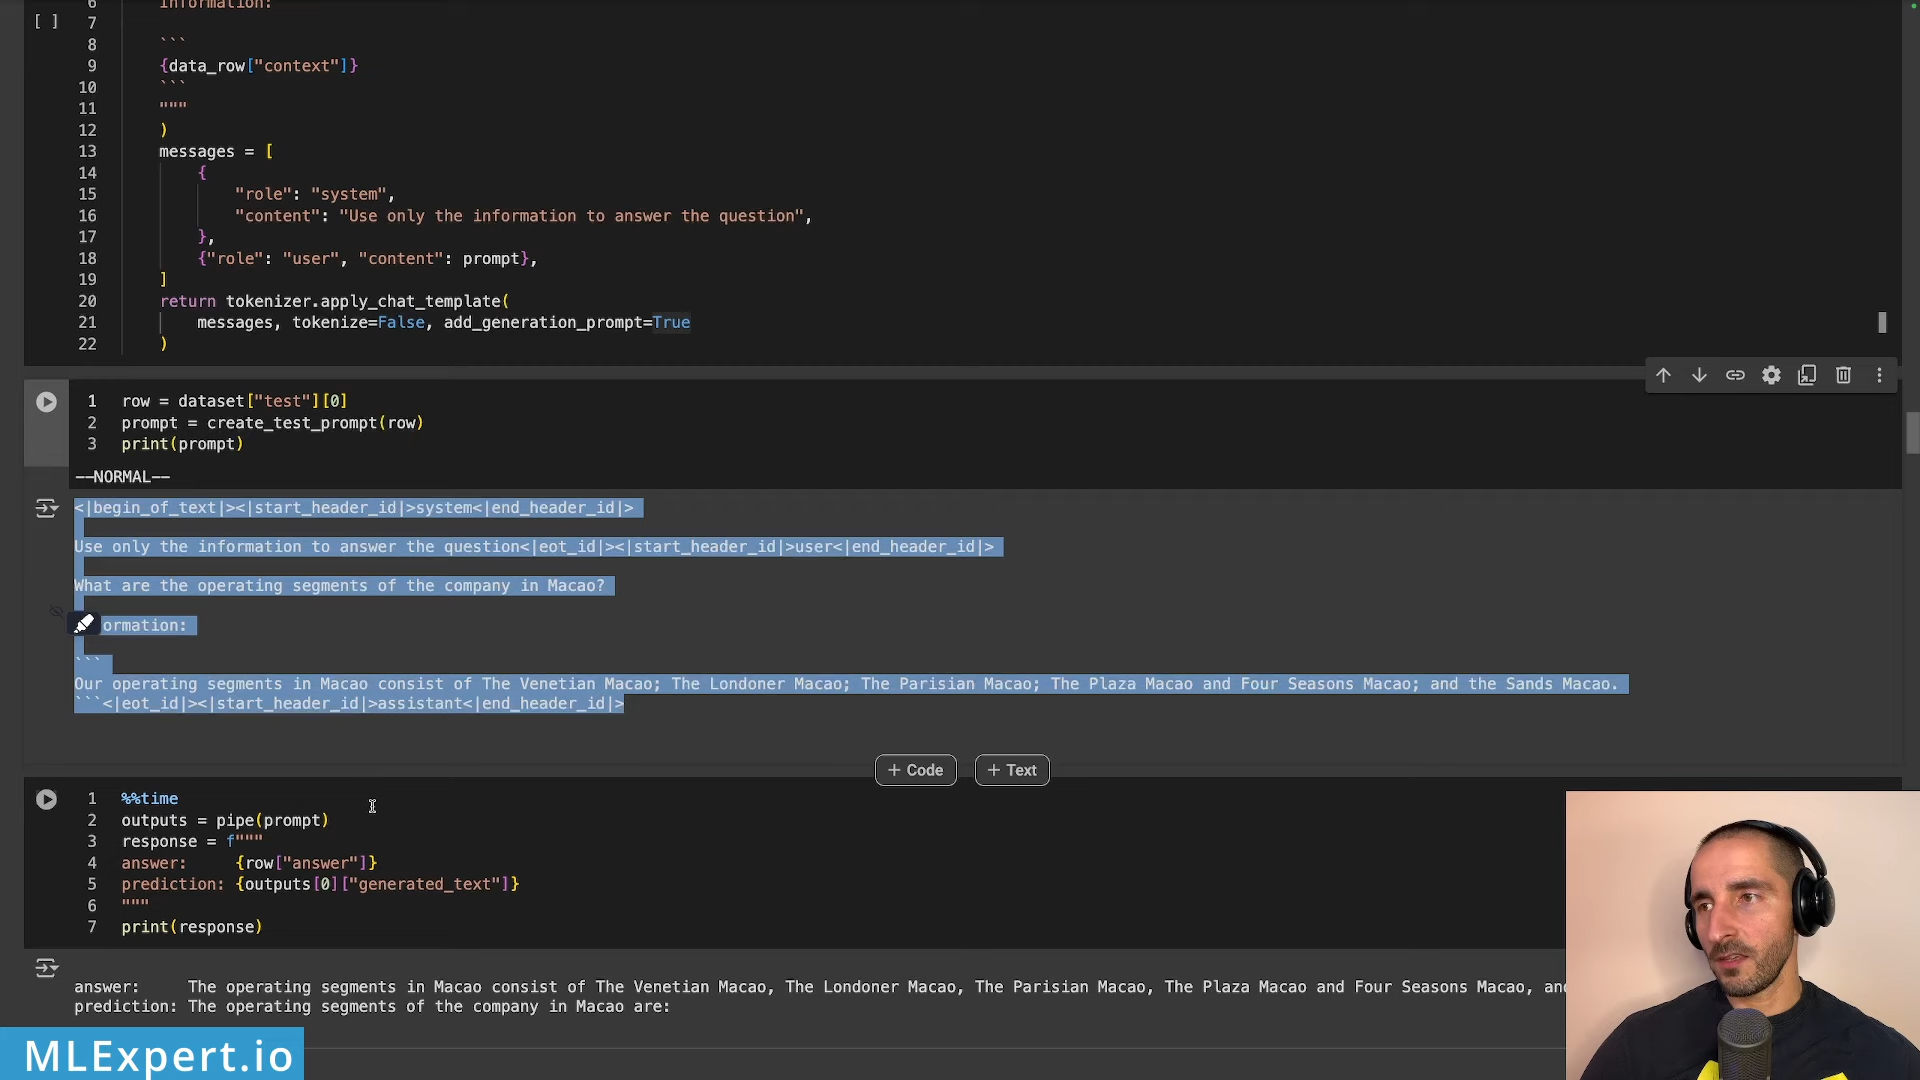 6 information:
[ ] 7
8 ```
9 {data_row["context"]}
10 ```
11 """
12 )
13 messages = [
14 {
15 "role": "system",
16 "content": "Use only the information to answer the question",
17 },
18 {"role": "user", "content": prompt},
19 ]
20 return tokenizer.apply_chat_template(
21 messages, tokenize=False, add_generation_prompt=True
22 )
1 row = dataset["test"][0]
2 prompt = create_test_prompt(row)
3 print(prompt)
--NORMAL--
<|begin_of_text|><|start_header_id|>system<|end_header_id|>
Use only the information to answer the question<|eot_id|><|start_header_id|>user<|end_header_id|>
What are the operating segments of the company in Macao?
ormation:
```
Our operating segments in Macao consist of The Venetian Macao; The Londoner Macao; The Parisian Macao; The Plaza Macao and Four Seasons Macao; and the Sands Macao.
```<|eot_id|><|start_header_id|>assistant<|end_header_id|>
+ Code + Text
1 %%time
2 outputs = pipe(prompt)
3 response = f"""
4 answer: {row["answer"]}
5 prediction: {outputs[0]["generated_text"]}
6 """
7 print(response)
answer: The operating segments in Macao consist of The Venetian Macao, The Londoner Macao, The Parisian Macao, The Plaza Macao and Four Seasons Macao, an
prediction: The operating segments of the company in Macao are:
MLExpert.io